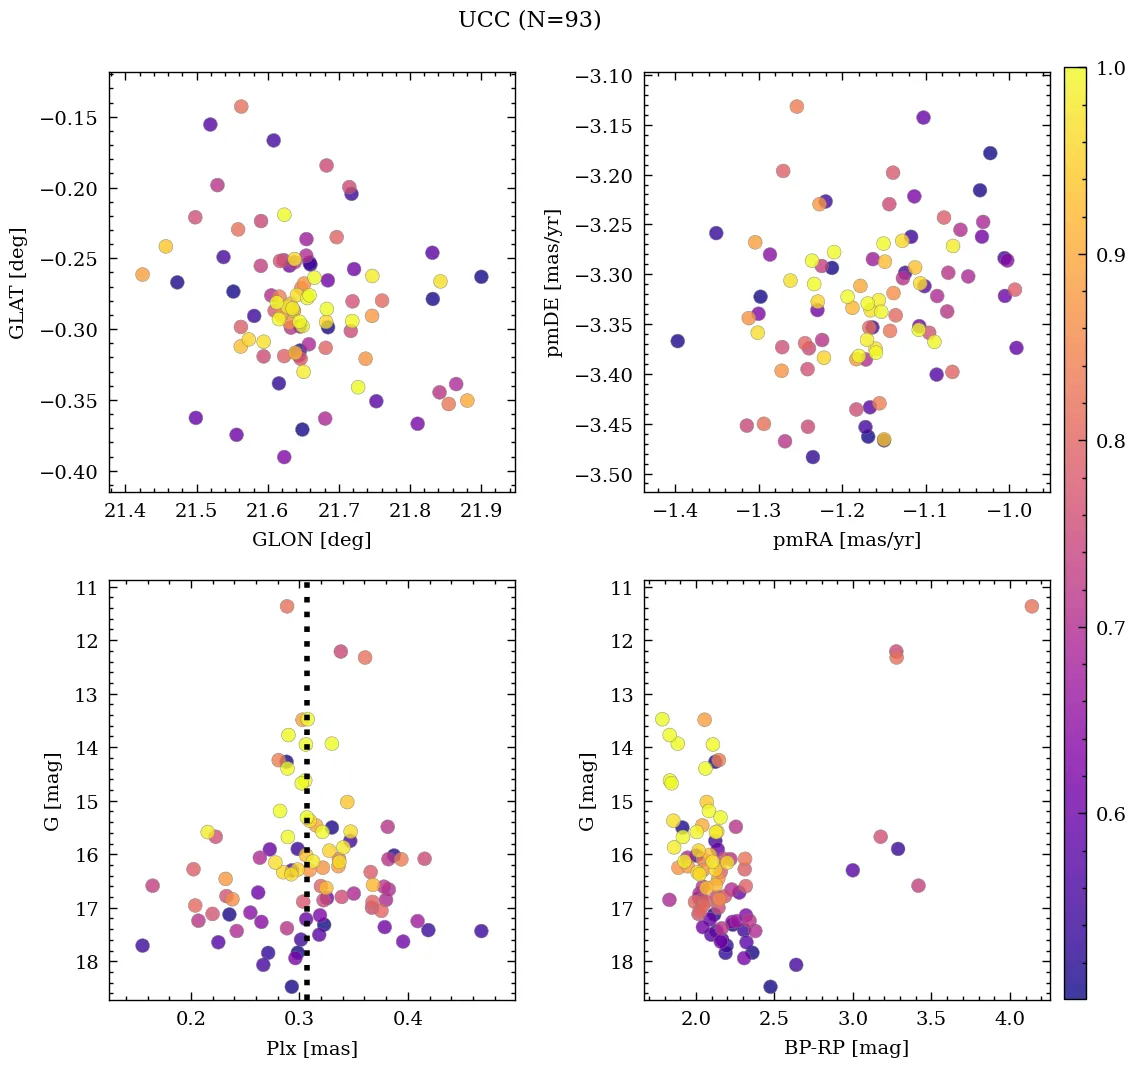 UCC (N=93)
−0.15
−0.20
−0.25
−0.30
−0.35
−0.40
GLAT [deg]
21.4 21.5 21.6 21.7 21.8 21.9
GLON [deg]
−3.10
−3.15
−3.20
−3.25
−3.30
−3.35
−3.40
−3.45
−3.50
pmDE [mas/yr]
−1.4 −1.3 −1.2 −1.1 −1.0
pmRA [mas/yr]
1.0
0.9
0.8
0.7
0.6
11
12
13
14
15
16
17
18
G [mag]
0.2 0.3 0.4
Plx [mas]
11
12
13
14
15
16
17
18
G [mag]
2.0 2.5 3.0 3.5 4.0
BP-RP [mag]